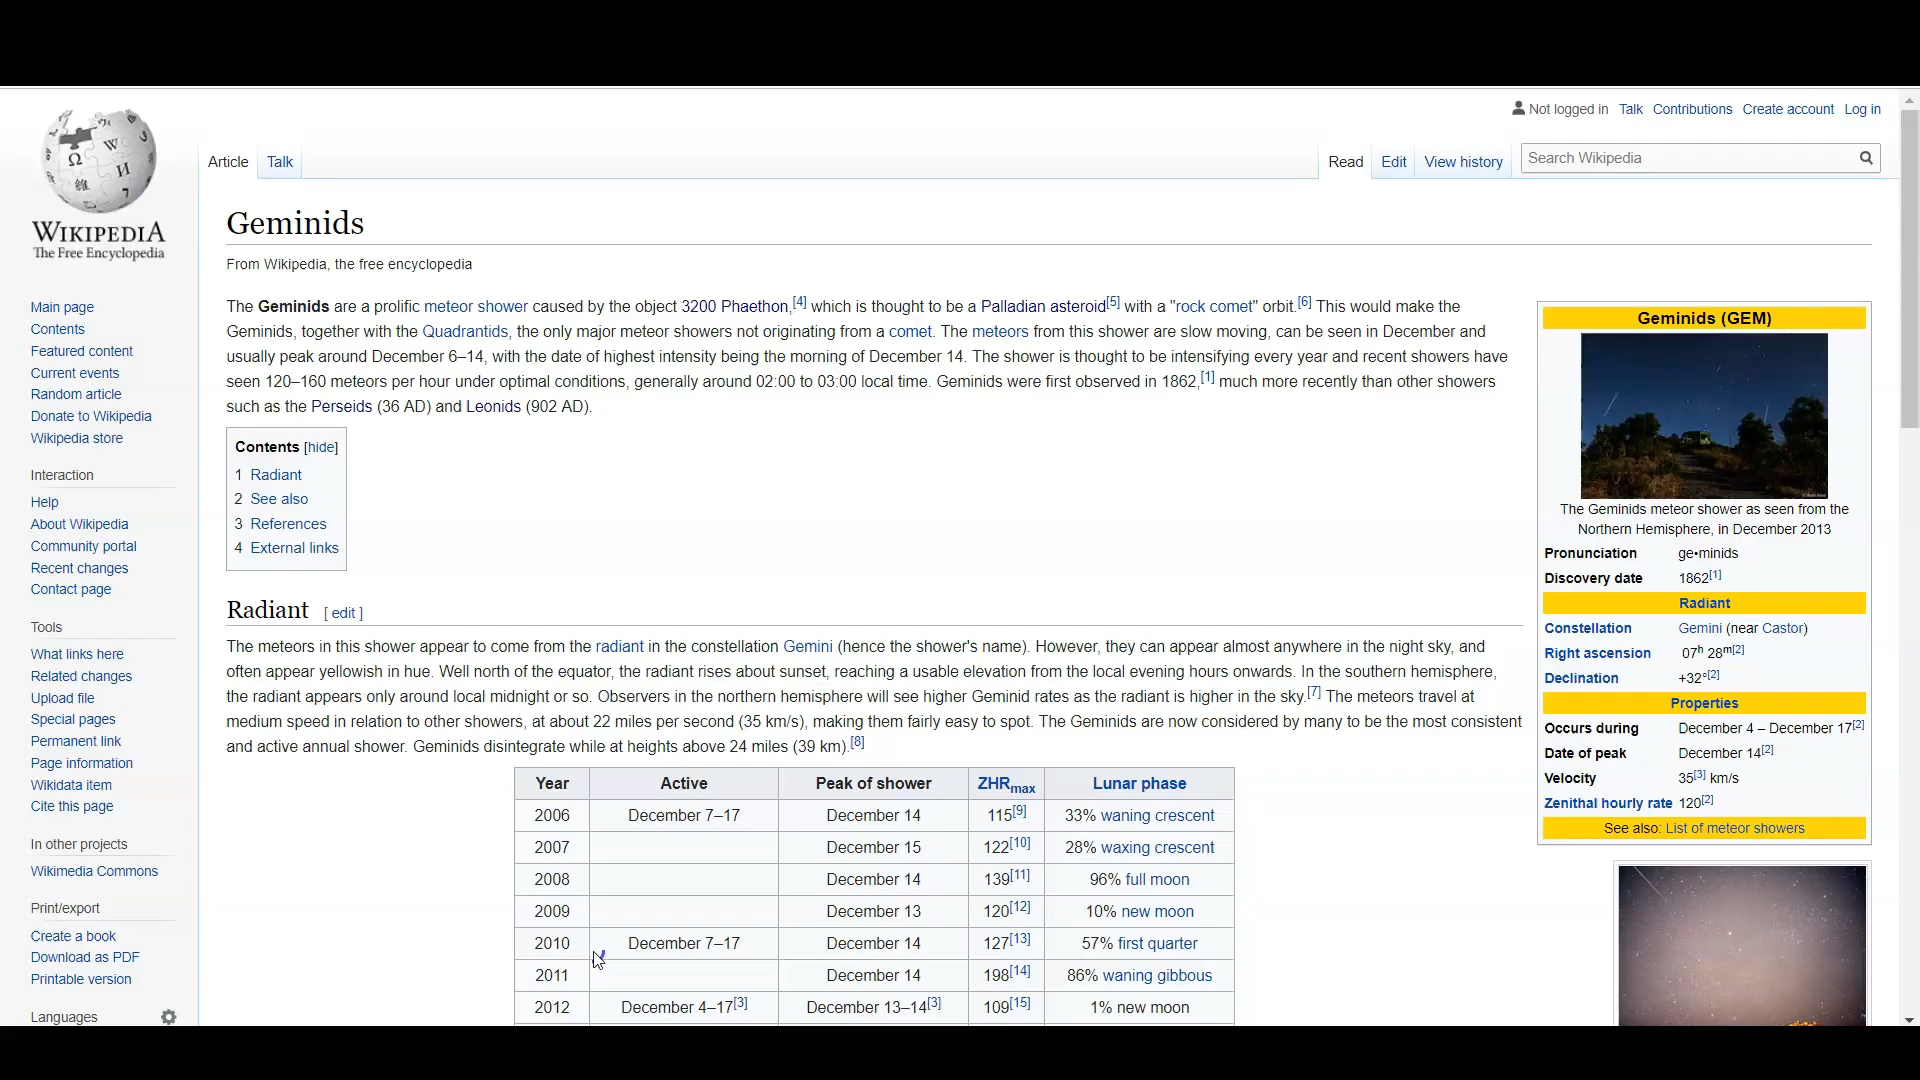 Not logged in Talk Contributions Create account Log in
Article Talk Read Edit View history Search Wikipedia
WIKIPEDIA
The Free Encyclopedia
Main page
Contents
Featured content
Current events
Random article
Donate to Wikipedia
Wikipedia store
Interaction
Help
About Wikipedia
Community portal
Recent changes
Contact page
Tools
What links here
Related changes
Upload file
Special pages
Permanent link
Page information
Wikidata item
Cite this page
In other projects
Wikimedia Commons
Print/export
Create a book
Download as PDF
Printable version
Languages
Geminids
From Wikipedia, the free encyclopedia
The Geminids are a prolific meteor shower caused by the object 3200 Phaethon,[4] which is thought to be a Palladian asteroid[5] with a "rock comet" orbit.[6] This would make the
Geminids, together with the Quadrantids, the only major meteor showers not originating from a comet. The meteors from this shower are slow moving, can be seen in December and
usually peak around December 6–14, with the date of highest intensity being the morning of December 14. The shower is thought to be intensifying every year and recent showers have
seen 120–160 meteors per hour under optimal conditions, generally around 02:00 to 03:00 local time. Geminids were first observed in 1862,[1] much more recently than other showers
such as the Perseids (36 AD) and Leonids (902 AD).
Contents [hide]
1 Radiant
2 See also
3 References
4 External links
Radiant [ edit ]
The meteors in this shower appear to come from the radiant in the constellation Gemini (hence the shower's name). However, they can appear almost anywhere in the night sky, and
often appear yellowish in hue. Well north of the equator, the radiant rises about sunset, reaching a usable elevation from the local evening hours onwards. In the southern hemisphere,
the radiant appears only around local midnight or so. Observers in the northern hemisphere will see higher Geminid rates as the radiant is higher in the sky.[7] The meteors travel at
medium speed in relation to other showers, at about 22 miles per second (35 km/s), making them fairly easy to spot. The Geminids are now considered by many to be the most consistent
and active annual shower. Geminids disintegrate while at heights above 24 miles (39 km).[8]
Year Active Peak of shower ZHRmax Lunar phase
2006 December 7–17 December 14 115[9] 33% waning crescent
2007 December 15 122[10] 28% waxing crescent
2008 December 14 139[11] 96% full moon
2009 December 13 120[12] 10% new moon
2010 December 7–17 December 14 127[13] 57% first quarter
2011 December 14 198[14] 86% waning gibbous
2012 December 4–17[3] December 13–14[3] 109[15] 1% new moon
Geminids (GEM)
The Geminids meteor shower as seen from the
Northern Hemisphere, in December 2013
Pronunciation ge•minids
Discovery date 1862[1]
Radiant
Constellation Gemini (near Castor)
Right ascension 07h 28m[2]
Declination +32°[2]
Properties
Occurs during December 4 – December 17[2]
Date of peak December 14[2]
Velocity 35[3] km/s
Zenithal hourly rate 120[2]
See also: List of meteor showers